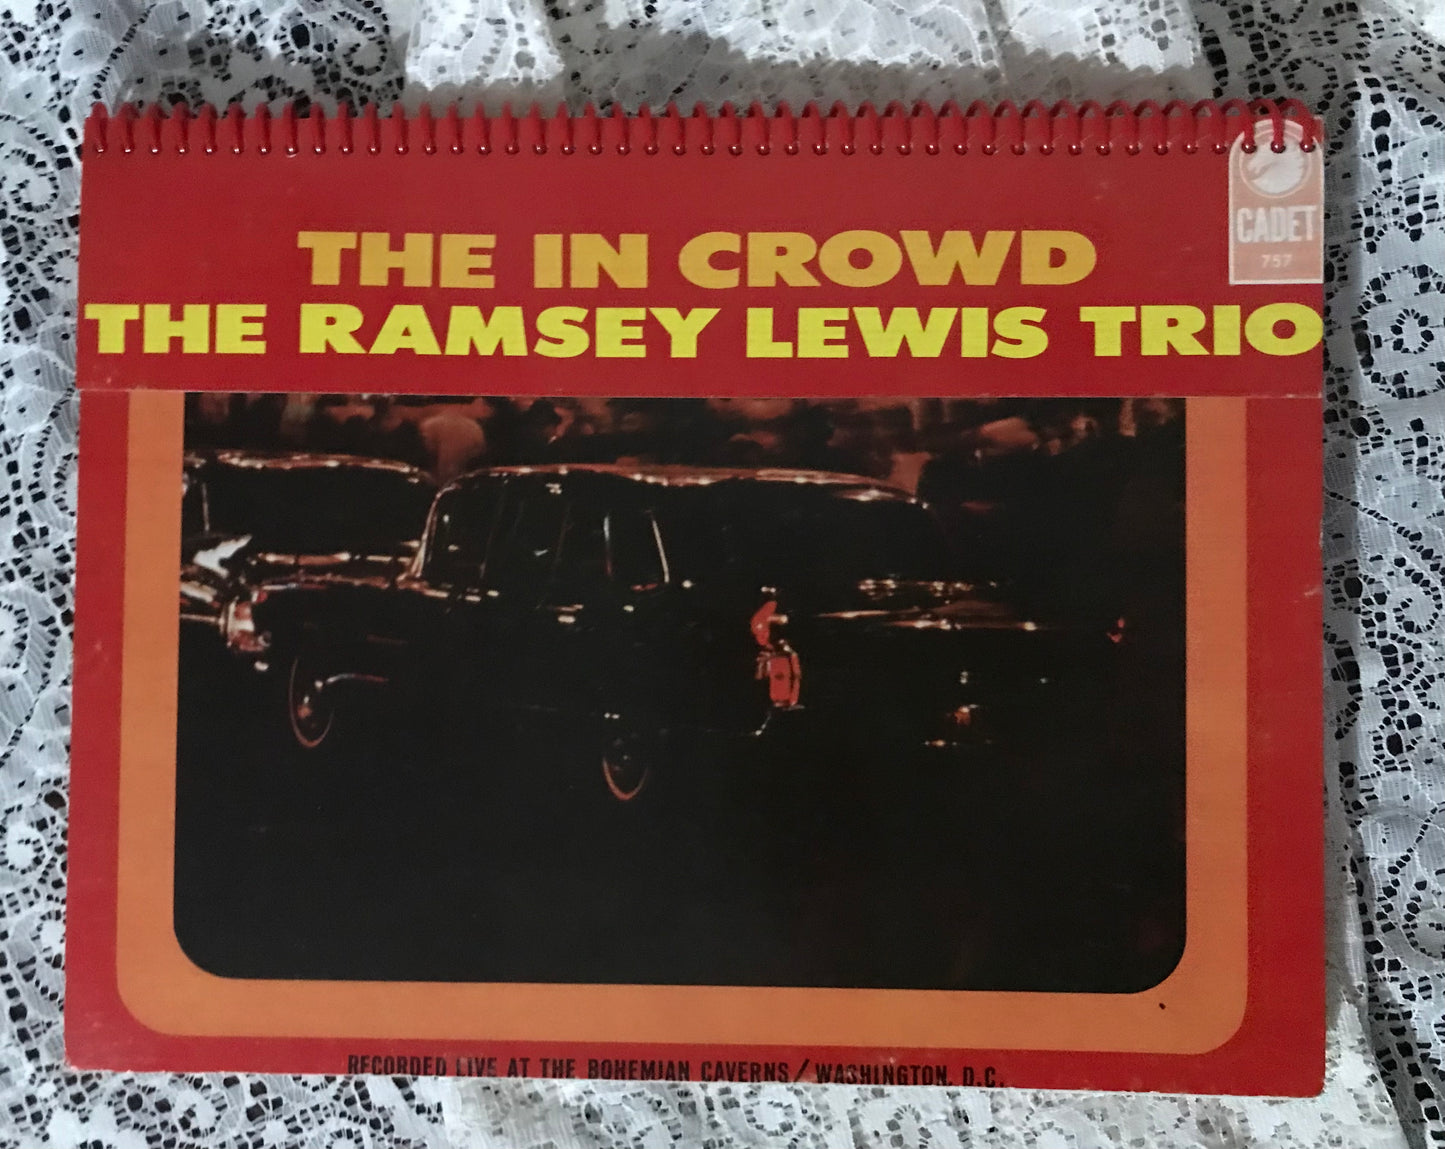 CADET
757
THE IN CROWD
THE RAMSEY LEWIS TRIO
RECORDED LIVE AT THE BOHEMIAN CAVERNS/WASHINGTON, D.C.